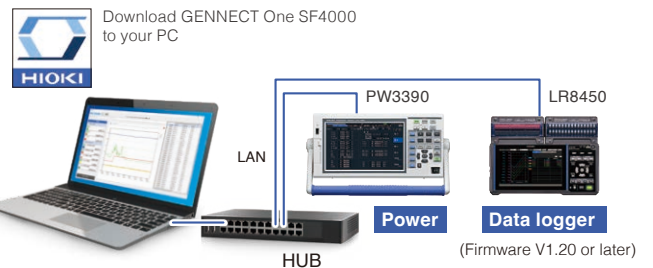 Download GENNECT One SF4000
to your PC
HIOKI
PW3390
LR8450
LAN
Power
Data logger
(Firmware V1.20 or later)
HUB